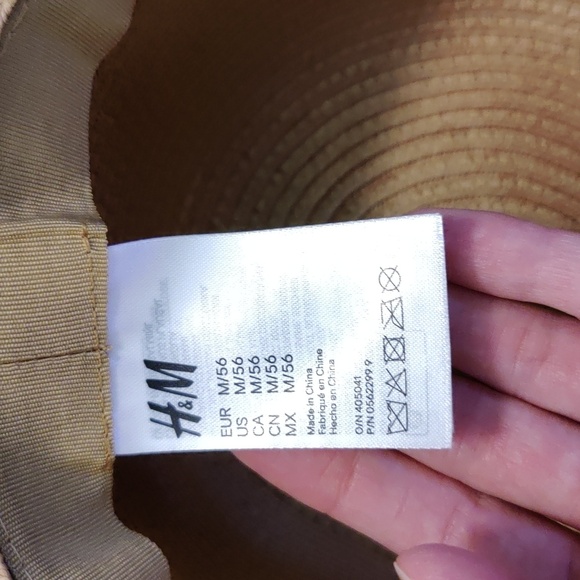 H&M
EUR M/56
US M/56
CA M/56
CN M/56
MX M/56
Made in China
Fabriqué en Chine
Hecho en China
O/N 405041
P/N 0562299 9